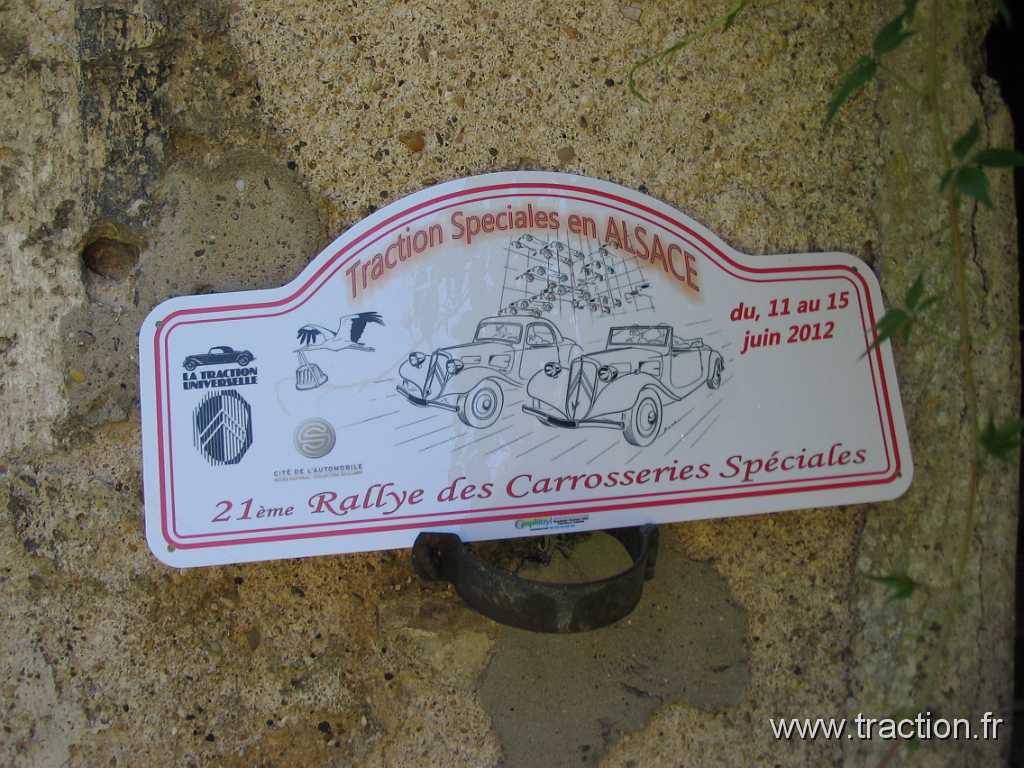 Traction Speciales en ALSACE
du, 11 au 15
juin 2012
LA TRACTION
UNIVERSELLE
CITÉ DE L'AUTOMOBILE
21ème Rallye des Carrosseries Spéciales
www.traction.fr